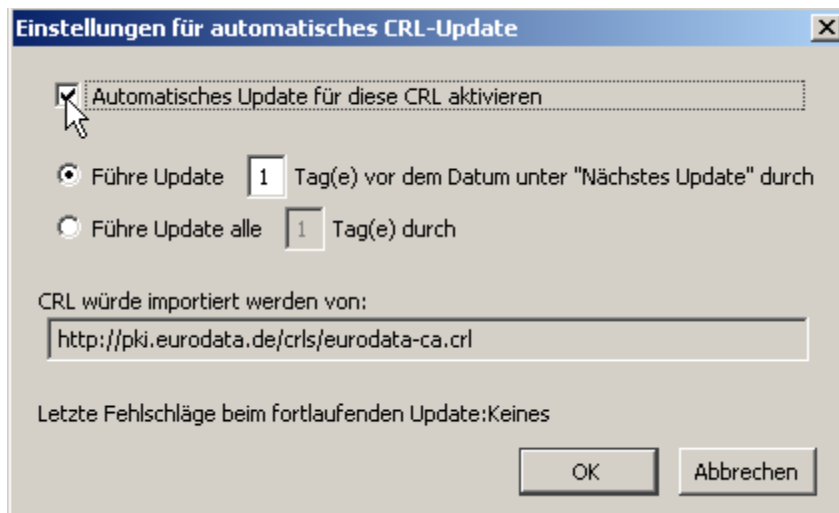 Einstellungen für automatisches CRL-Update
Automatisches Update für diese CRL aktivieren
Führe Update 1 Tag(e) vor dem Datum unter "Nächstes Update" durch
Führe Update alle 1 Tag(e) durch
CRL würde importiert werden von:
http://pki.eurodata.de/crls/eurodata-ca.crl
Letzte Fehlschläge beim fortlaufenden Update:Keines
OK Abbrechen